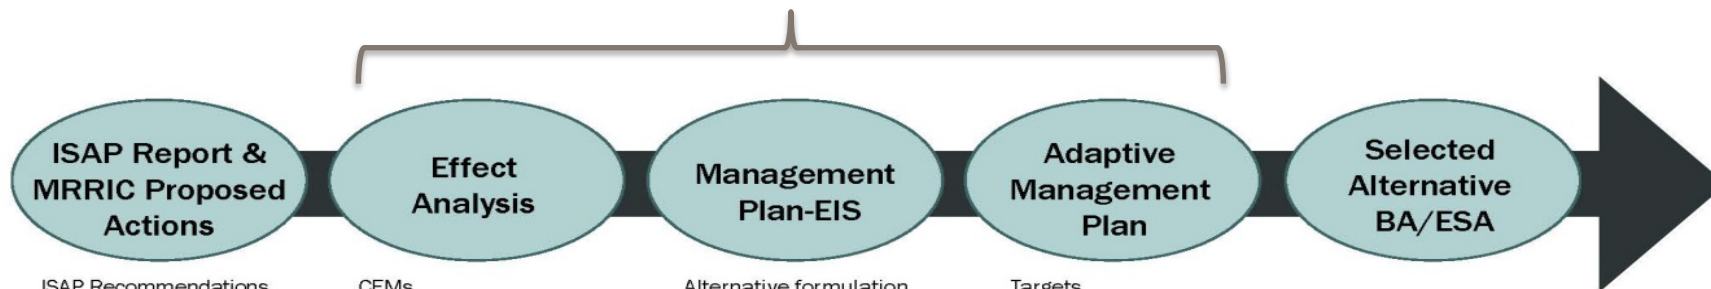 ISAP Report &
MRRIC Proposed
Actions
Effect
Analysis
Management
Plan-EIS
Adaptive
Management
Plan
Selected
Alternative
BA/ESA
ISAP Recommendations
CEMs
Alternative formulation
Targets